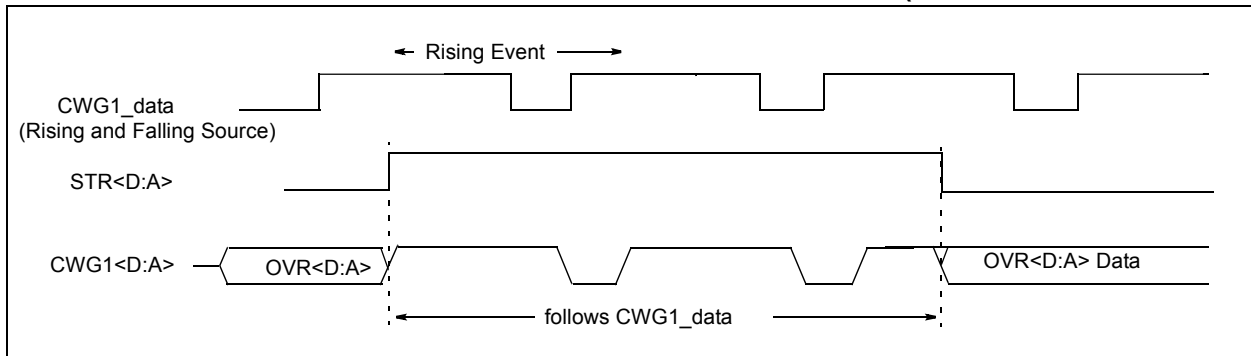 Rising Event
CWG1_data
(Rising and Falling Source)
STR<D:A>
CWG1<D:A>
OVR<D:A>
OVR<D:A> Data
follows CWG1_data